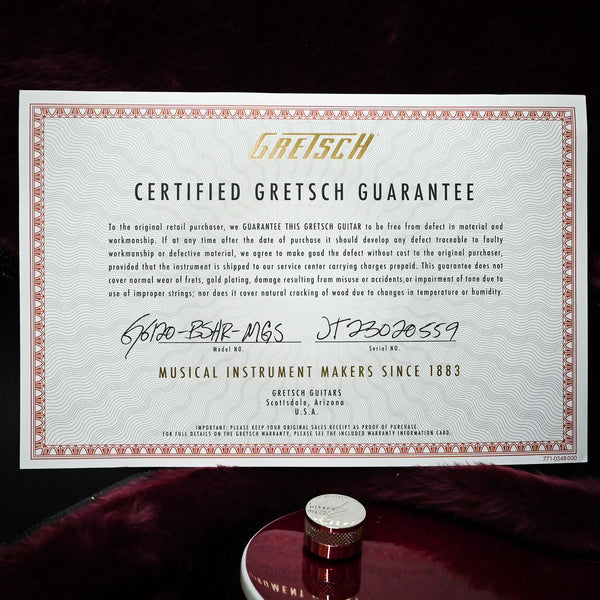 GRETSCH
CERTIFIED GRETSCH GUARANTEE
To the original retail purchaser, we GUARANTEE THIS GRETSCH GUITAR to be free from defect in material and
workmanship. If at any time after the date of purchase it should develop any defect traceable to faulty
workmanship or defective material, we agree to make good the defect without cost to the original purchaser,
provided that the instrument is shipped to our service center carrying charges prepaid. This guarantee does not
cover normal wear of frets, gold plating, damage resulting from misuse or accidents,or impairment of tone due to
use of improper strings; nor does it cover natural cracking of wood due to changes in temperature or humidity.
G6120-BSHR-MGS JT23020559
Model NO. Serial NO.
MUSICAL INSTRUMENT MAKERS SINCE 1883
GRETSCH GUITARS
Scottsdale, Arizona
U.S.A.
IMPORTANT: PLEASE KEEP YOUR ORIGINAL SALES RECEIPT AS PROOF OF PURCHASE.
FOR FULL DETAILS ON THE GRETSCH WARRANTY, PLEASE SEE THE INCLUDED WARRANTY INFORMATION CARD.
771-0548-000